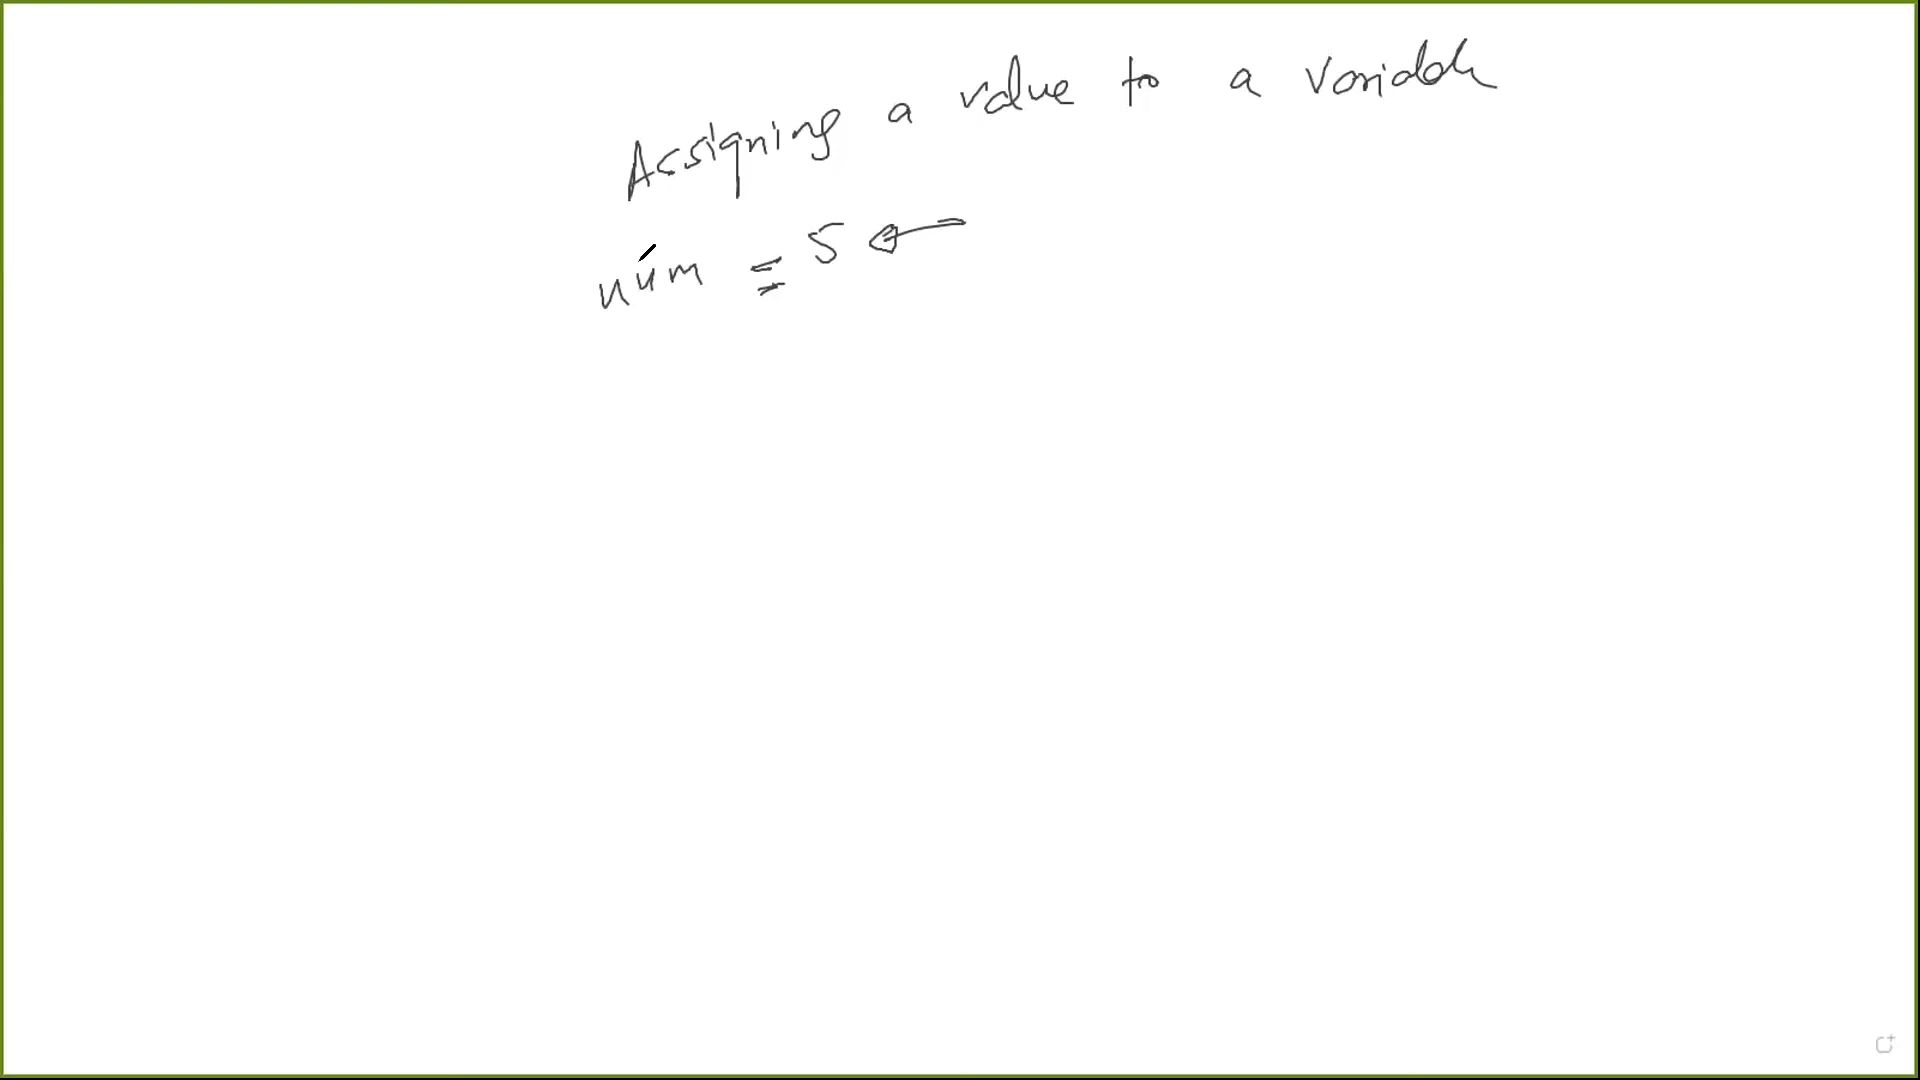 Assigning a value to a variable
num = 5 ←